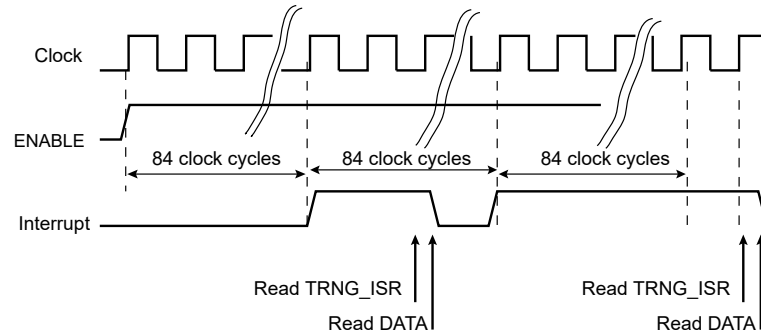 Clock
ENABLE
84 clock cycles 84 clock cycles 84 clock cycles
Interrupt
Read TRNG_ISR Read TRNG_ISR
Read DATA Read DATA